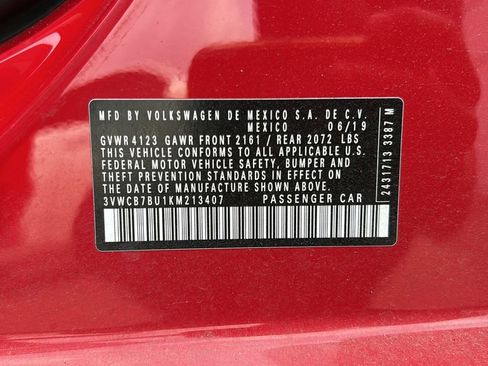 MFD BY VOLKSWAGEN DE MEXICO S.A. DE C.V.
MEXICO 06/19
GVWR 4123 GAWR FRONT 2161 / REAR 2072 LBS
THIS VEHICLE CONFORMS TO ALL APPLICABLE U.S.
FEDERAL MOTOR VEHICLE SAFETY, BUMPER AND
THEFT PREVENTION STANDARDS IN EFFECT ON
THE DATE OF MANUFACTURE SHOWN ABOVE.
3VWCB7BU1KM213407 PASSENGER CAR
2431713 3387 M